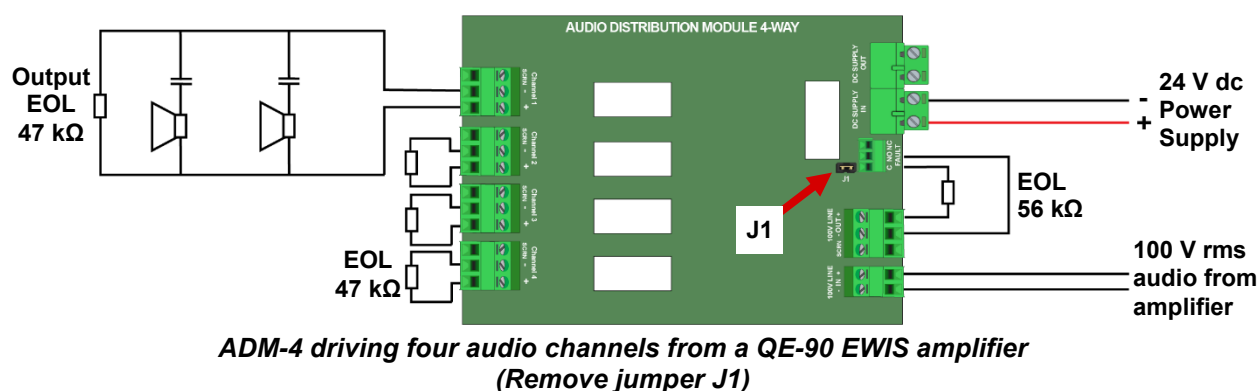 AUDIO DISTRIBUTION MODULE 4-WAY
Output
EOL
47 kΩ
Channel 1
SCRN - +
Channel 2
SCRN - +
Channel 3
SCRN - +
Channel 4
SCRN - +
EOL
47 kΩ
DC SUPPLY
OUT
DC SUPPLY
IN
- 24 V dc
+ Power
Supply
C NO NC
FAULT
J1
J1
EOL
56 kΩ
100V LINE
SCRN - OUT +
100V LINE
- IN +
100 V rms
audio from
amplifier
ADM-4 driving four audio channels from a QE-90 EWIS amplifier
(Remove jumper J1)